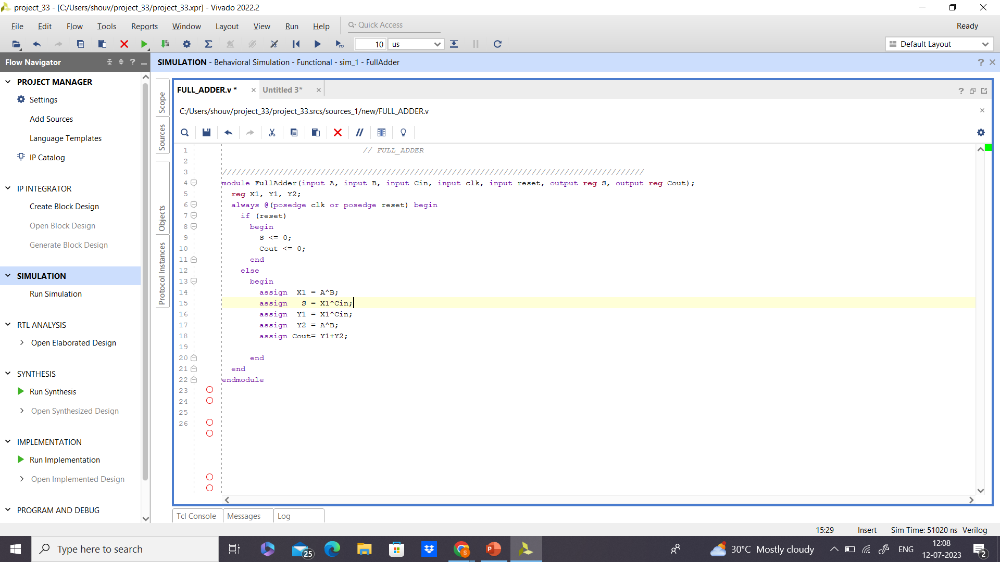 project_33 - [C:/Users/shouv/project_33/project_33.xpr] - Vivado 2022.2
File Edit Flow Tools Reports Window Layout View Run Help Quick Access Ready
10 us Default Layout
Flow Navigator
SIMULATION - Behavioral Simulation - Functional - sim_1 - FullAdder
PROJECT MANAGER
Settings
Add Sources
Language Templates
IP Catalog
IP INTEGRATOR
Create Block Design
Open Block Design
Generate Block Design
SIMULATION
Run Simulation
RTL ANALYSIS
Open Elaborated Design
SYNTHESIS
Run Synthesis
Open Synthesized Design
IMPLEMENTATION
Run Implementation
Open Implemented Design
PROGRAM AND DEBUG
Scope
Sources
Objects
Protocol Instances
FULL_ADDER.v * Untitled 3*
C:/Users/shouv/project_33/project_33.srcs/sources_1/new/FULL_ADDER.v
1 // FULL_ADDER
2
3 //////////////////////////////////////////////////////////////////////////////////////////
4 module FullAdder(input A, input B, input Cin, input clk, input reset, output reg S, output reg Cout);
5 reg X1, Y1, Y2;
6 always @(posedge clk or posedge reset) begin
7 if (reset)
8 begin
9 S <= 0;
10 Cout <= 0;
11 end
12 else
13 begin
14 assign X1 = A^B;
15 assign S = X1^Cin;
16 assign Y1 = X1^Cin;
17 assign Y2 = A^B;
18 assign Cout= Y1+Y2;
19
20 end
21 end
22 endmodule
23
24
25
26
Tcl Console Messages Log
15:29 Insert Sim Time: 51020 ns Verilog
Type here to search
25
30°C Mostly cloudy
ENG
12:08
12-07-2023
2